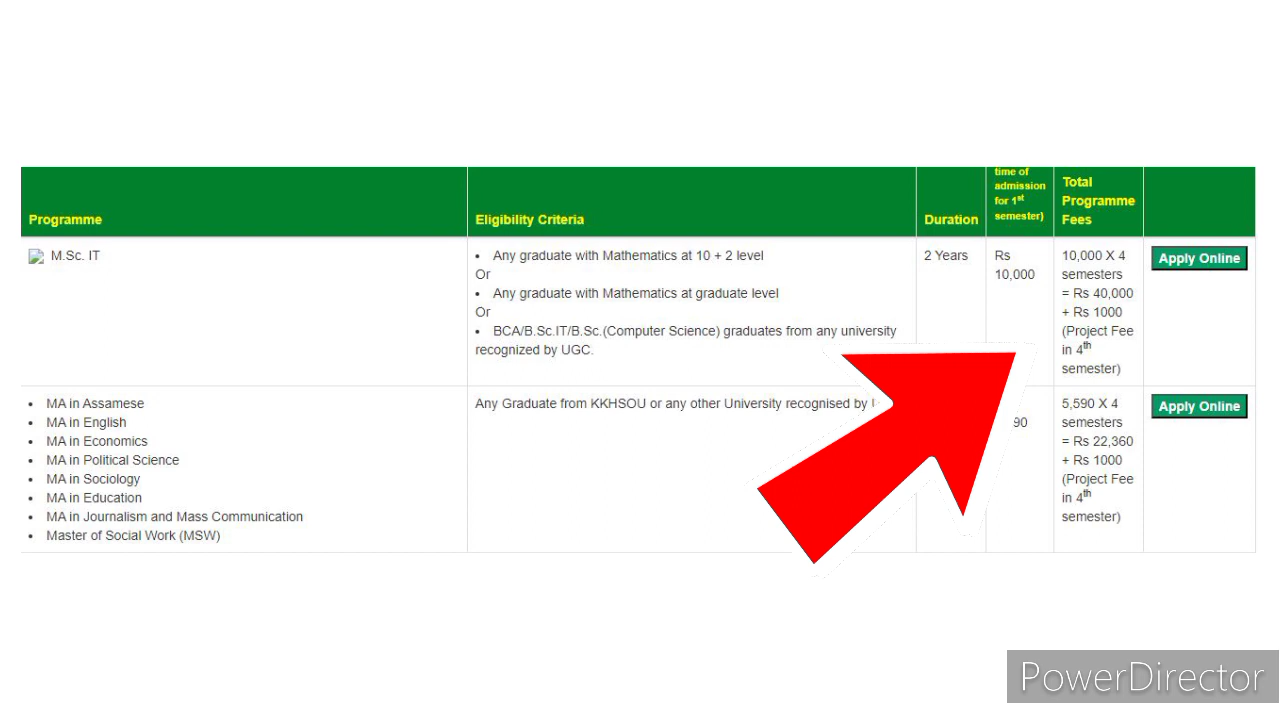 time of
admission
for 1st
semester)
Total
Programme
Fees
Programme
Eligibility Criteria
Duration
M.Sc. IT
• Any graduate with Mathematics at 10 + 2 level
Or
• Any graduate with Mathematics at graduate level
Or
• BCA/B.Sc.IT/B.Sc.(Computer Science) graduates from any university
recognized by UGC.
2 Years
Rs
10,000
10,000 X 4
semesters
= Rs 40,000
+ Rs 1000
(Project Fee
in 4th
semester)
Apply Online
• MA in Assamese
• MA in English
• MA in Economics
• MA in Political Science
• MA in Sociology
• MA in Education
• MA in Journalism and Mass Communication
• Master of Social Work (MSW)
Any Graduate from KKHSOU or any other University recognised by
90
5,590 X 4
semesters
= Rs 22,360
+ Rs 1000
(Project Fee
in 4th
semester)
Apply Online
PowerDirector